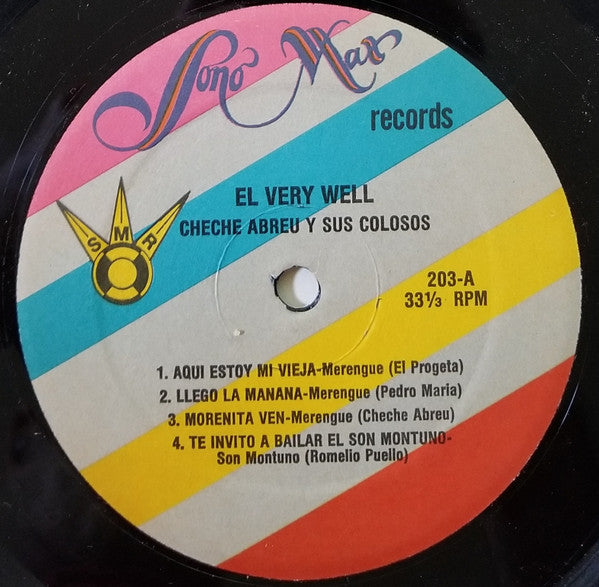 Sono Max
records
SMR
EL VERY WELL
CHECHE ABREU Y SUS COLOSOS
203-A
33⅓ RPM
1. AQUI ESTOY MI VIEJA-Merengue (El Progeta)
2. LLEGO LA MANANA-Merengue (Pedro Maria)
3. MORENITA VEN-Merengue (Cheche Abreu)
4. TE INVITO A BAILAR EL SON MONTUNO-
Son Montuno (Romelio Puello)